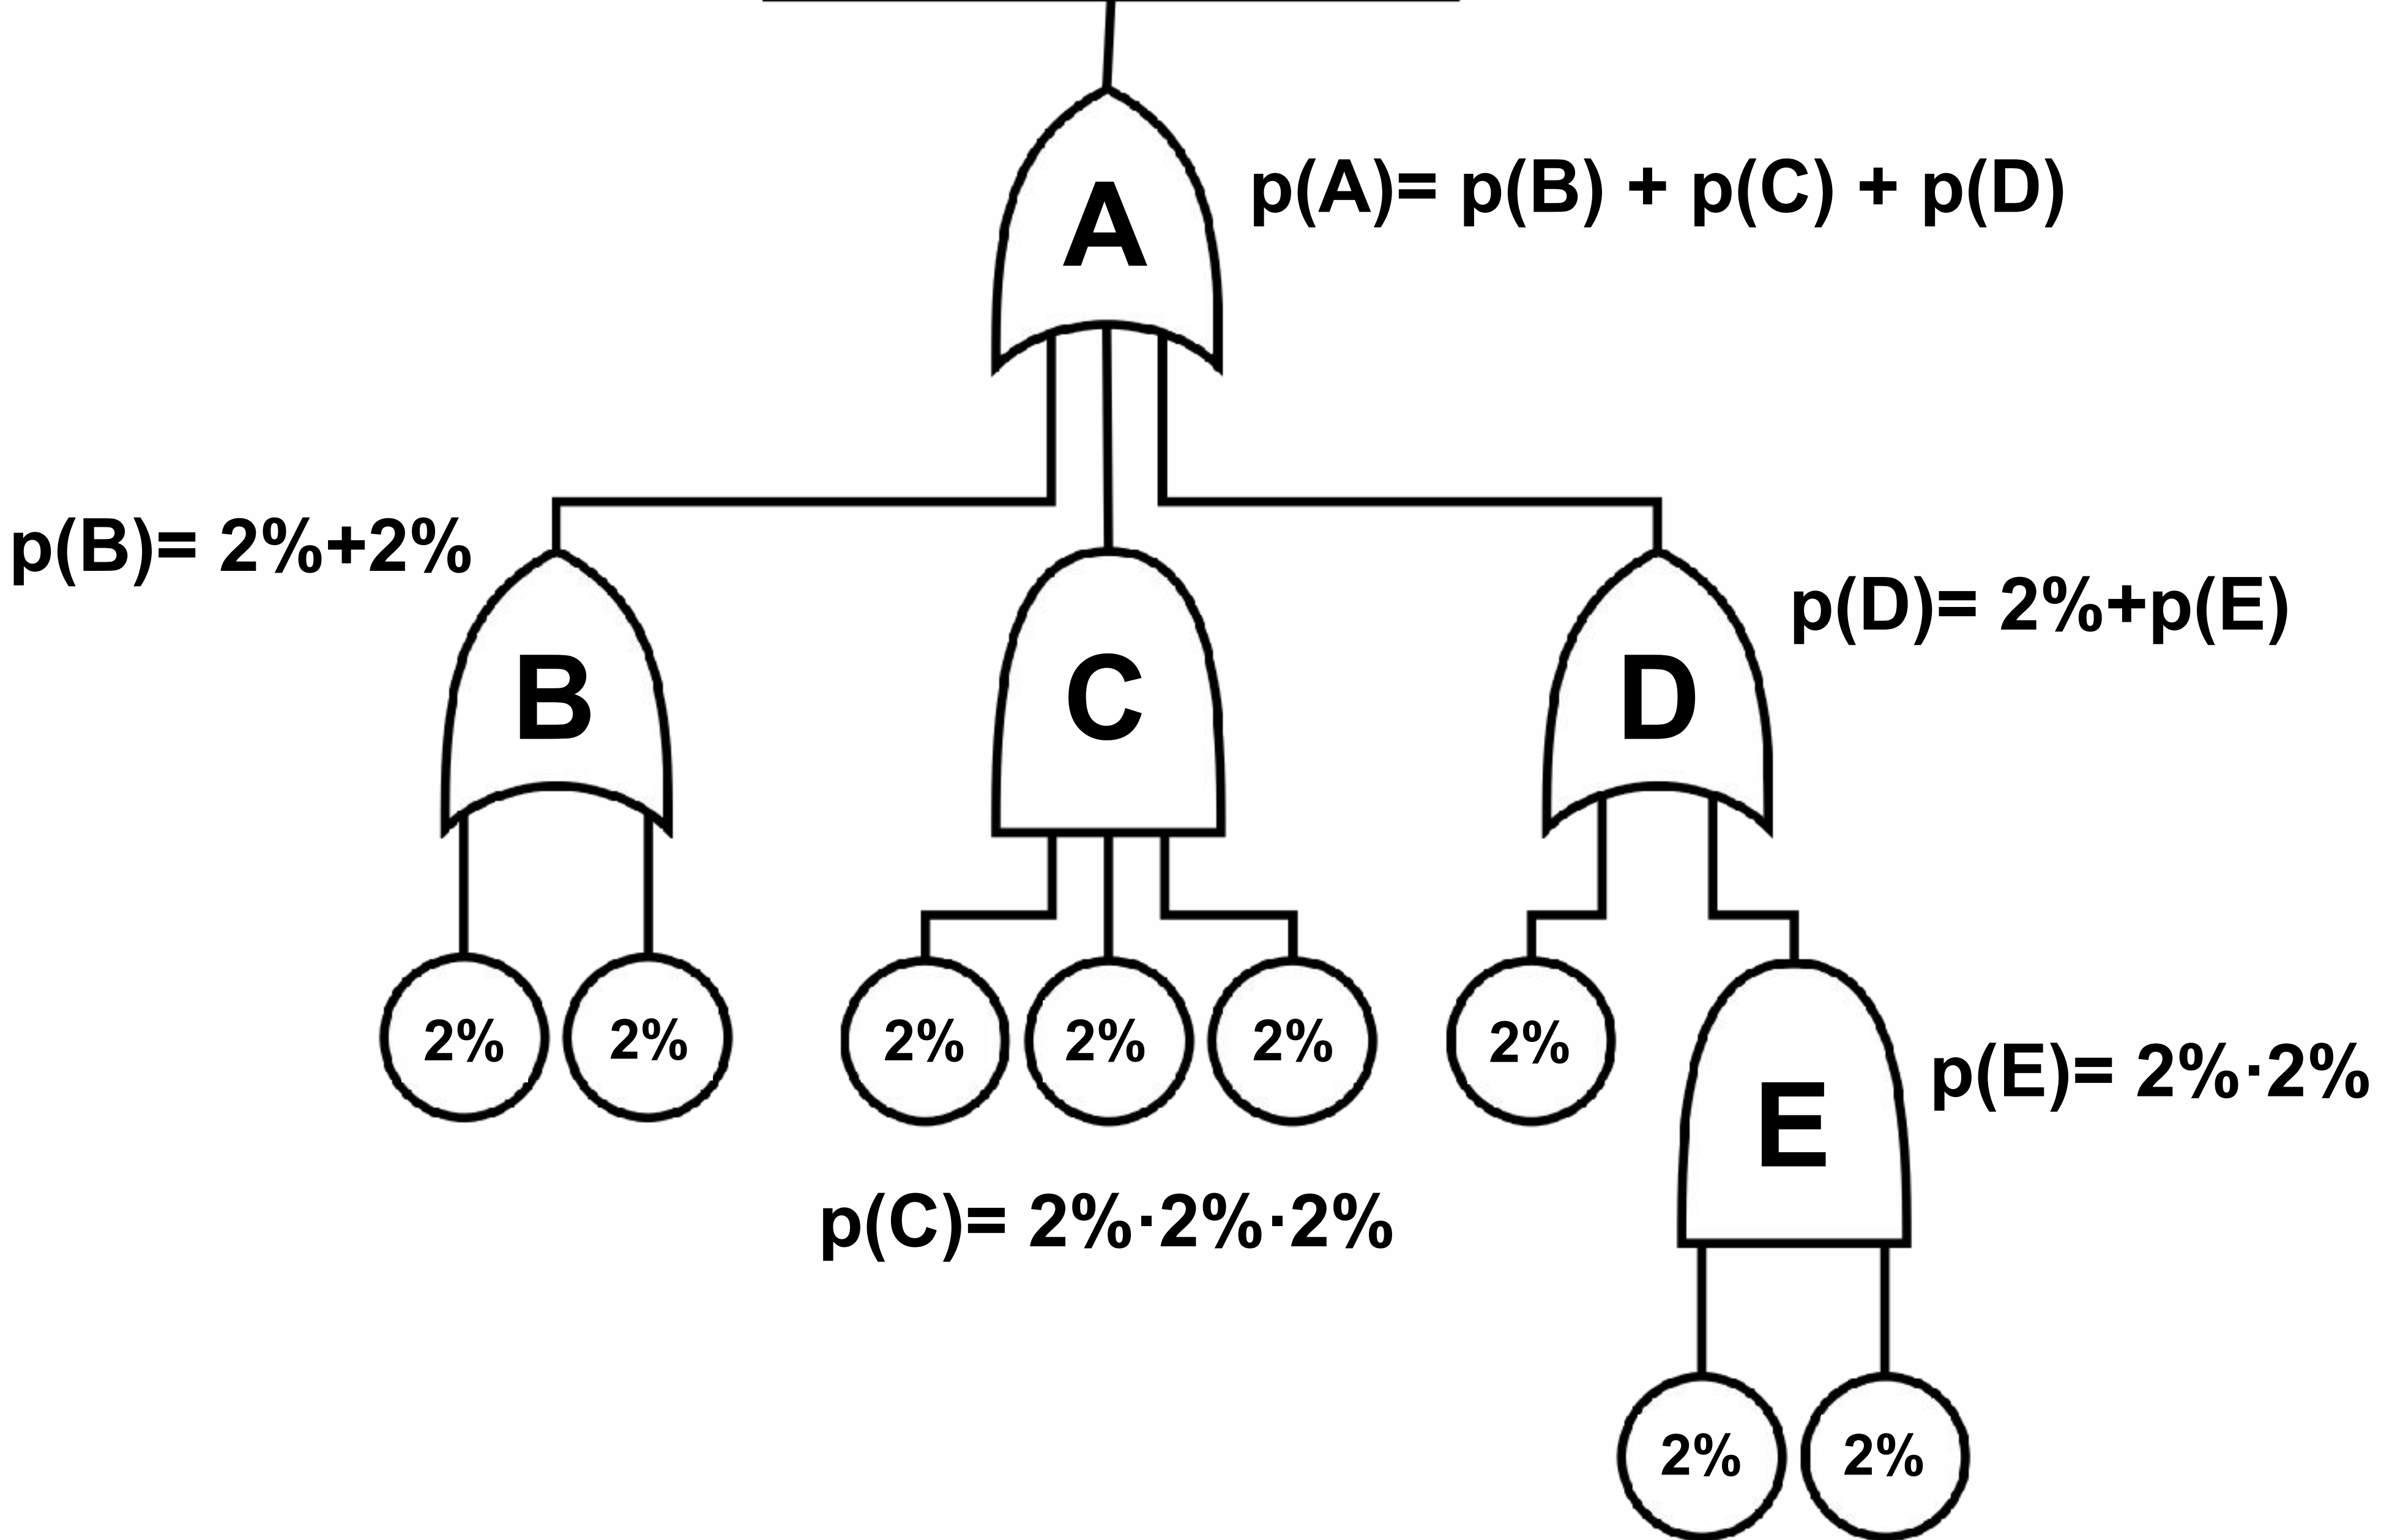 A
p(A)= p(B) + p(C) + p(D)
p(B)= 2%+2%
p(D)= 2%+p(E)
B
C
D
2%
2%
2%
2%
2%
2%
p(E)= 2%·2%
E
p(C)= 2%·2%·2%
2%
2%